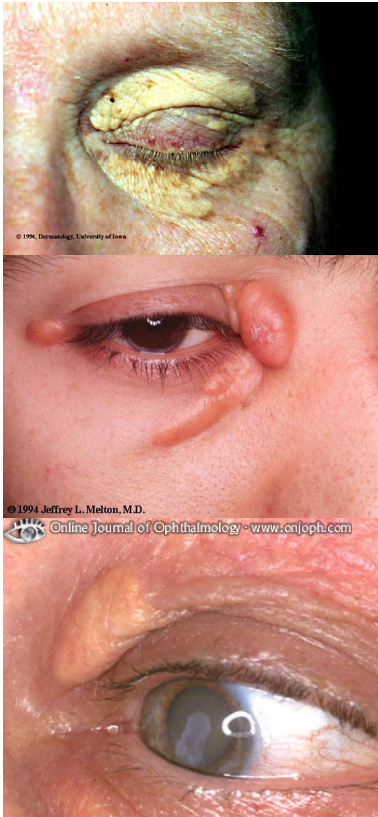 © 1994, Dermatology, University of Iowa
© 1994 Jeffrey L. Melton, M.D.
Online Journal of Ophthalmology · www.onjoph.com